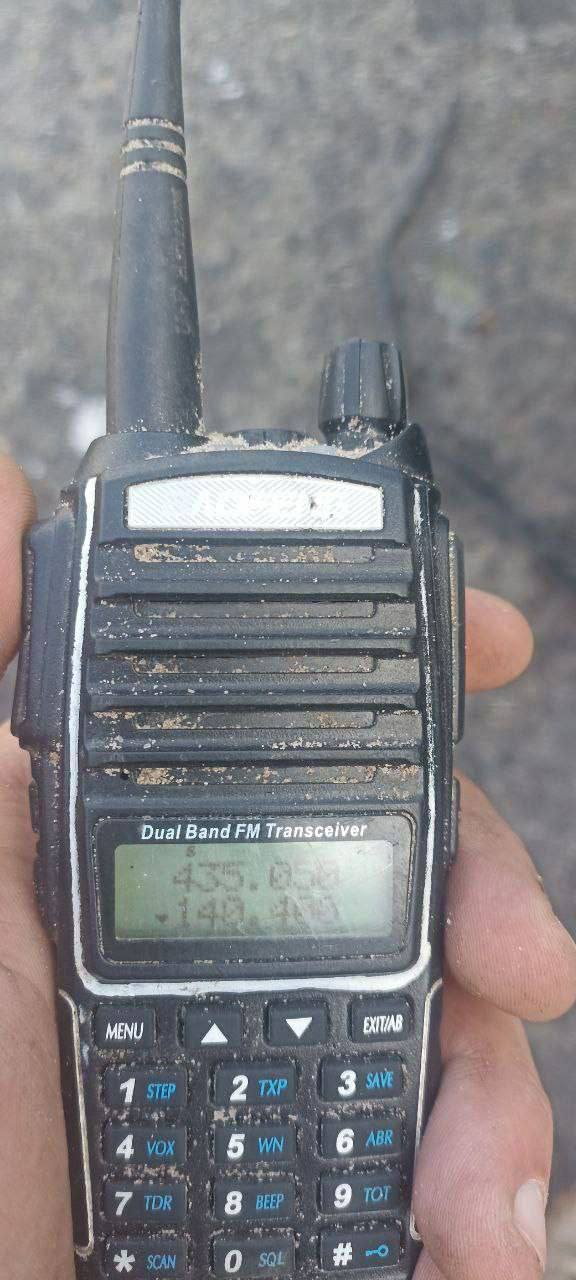 Dual Band FM Transceiver
435.050
140.400
MENU ▲ ▼ EXIT/AB
1 STEP 2 TXP 3 SAVE
4 VOX 5 WN 6 ABR
7 TDR 8 BEEP 9 TOT
* SCAN 0 SQL #